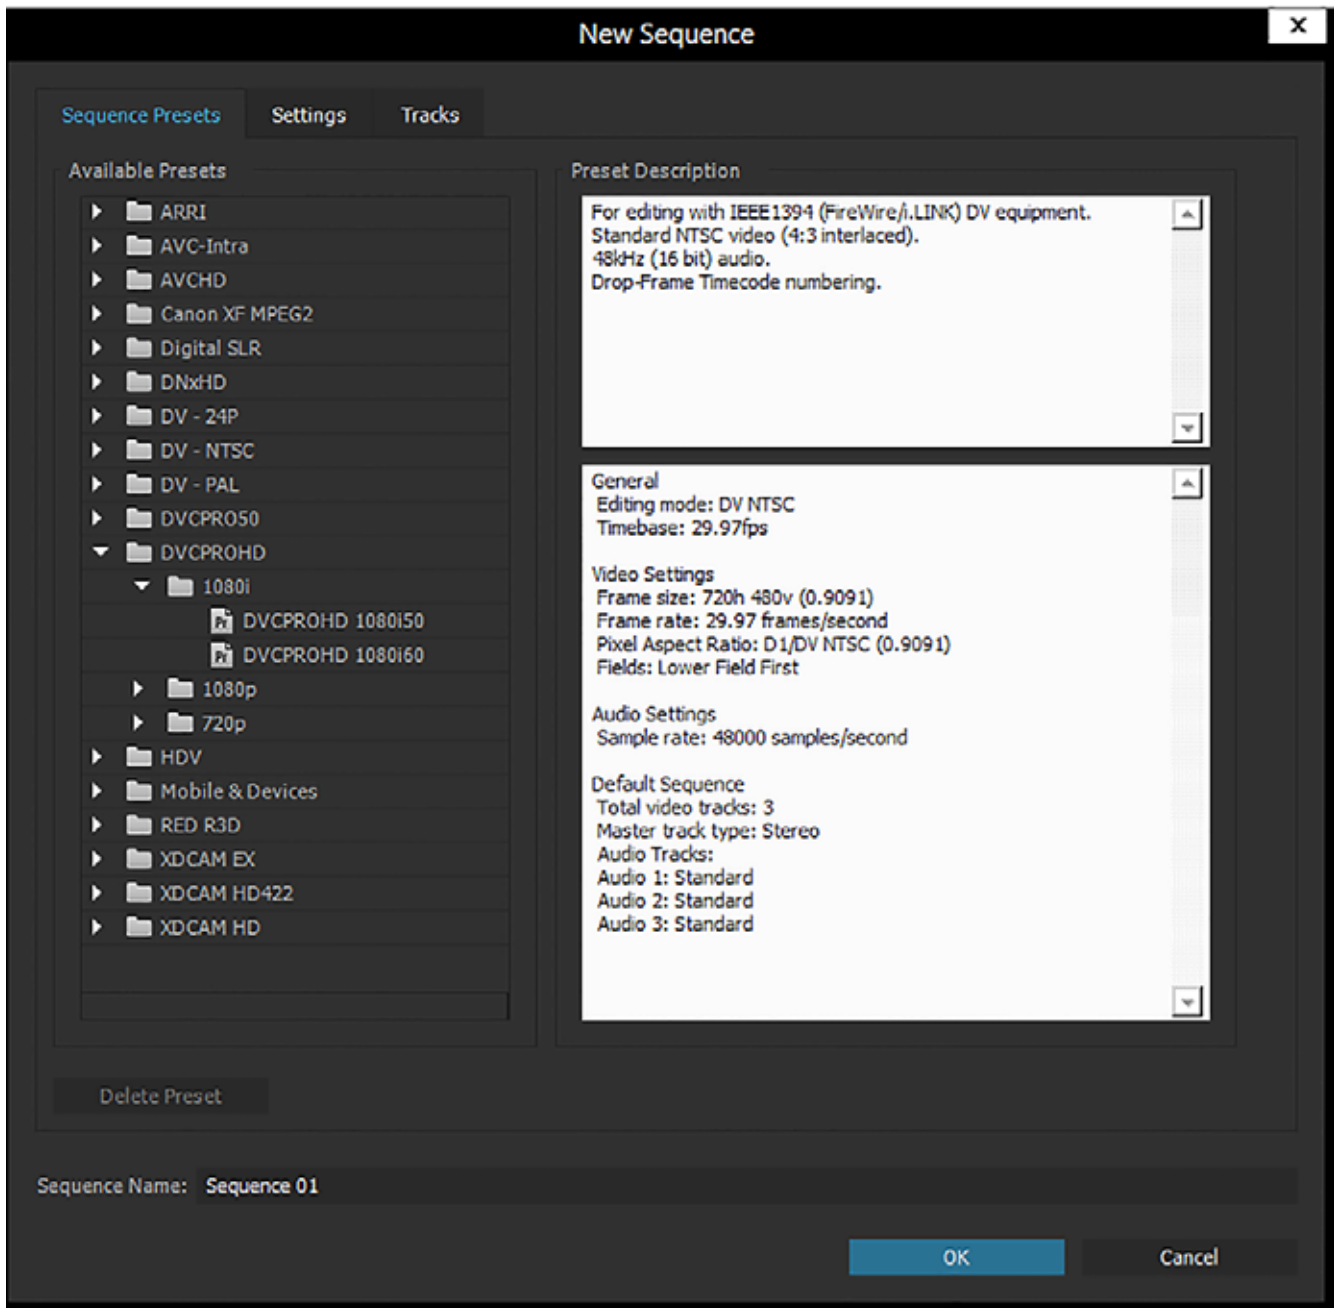 New Sequence
X
Sequence Presets
Settings
Tracks
Available Presets
ARRI
AVC-Intra
AVCHD
Canon XF MPEG2
Digital SLR
DNxHD
DV - 24P
DV - NTSC
DV - PAL
DVCPRO50
DVCPROHD
1080i
Pr DVCPROHD 1080i50
Pr DVCPROHD 1080i60
1080p
720p
HDV
Mobile & Devices
RED R3D
XDCAM EX
XDCAM HD422
XDCAM HD
Delete Preset
Preset Description
For editing with IEEE1394 (FireWire/i.LINK) DV equipment.
Standard NTSC video (4:3 interlaced).
48kHz (16 bit) audio.
Drop-Frame Timecode numbering.
General
Editing mode: DV NTSC
Timebase: 29.97fps
Video Settings
Frame size: 720h 480v (0.9091)
Frame rate: 29.97 frames/second
Pixel Aspect Ratio: D1/DV NTSC (0.9091)
Fields: Lower Field First
Audio Settings
Sample rate: 48000 samples/second
Default Sequence
Total video tracks: 3
Master track type: Stereo
Audio Tracks:
Audio 1: Standard
Audio 2: Standard
Audio 3: Standard
Sequence Name: Sequence 01
OK
Cancel